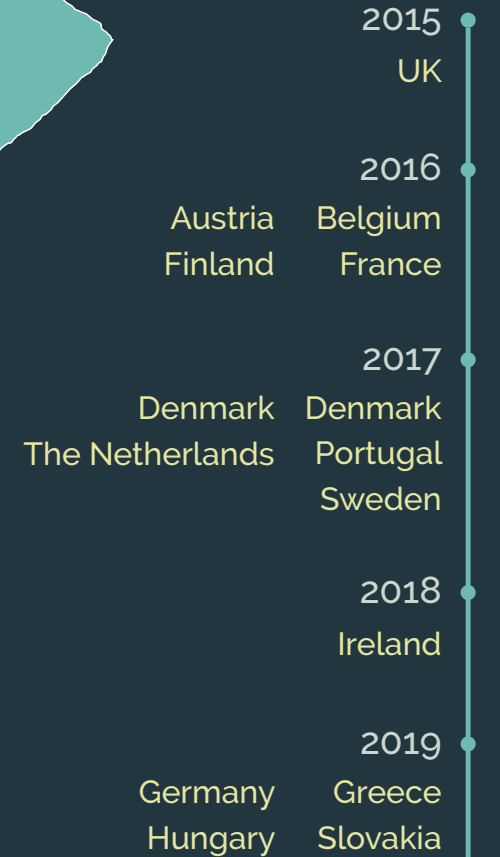 2015
UK
2016
Austria Belgium
Finland France
2017
Denmark Denmark
The Netherlands Portugal
Sweden
2018
Ireland
2019
Germany Greece
Hungary Slovakia